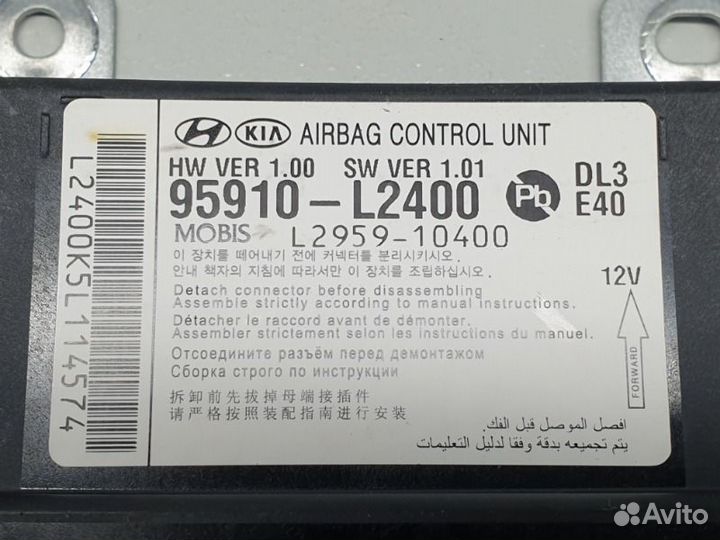 KIA AIRBAG CONTROL UNIT
HW VER 1.00 SW VER 1.01
95910-L2400
Pb
DL3
E40
MOBIS L2959-10400
이 장치를 떼어내기 전에 커넥터를 분리시키시오.
안내 책자의 지침에 따라서만 이 장치를 조립하십시오.
Detach connector before disassembling
Assemble strictly according to manual instructions.
Détacher le raccord avant de démonter.
Assembler strictement selon les instructions du manuel.
Отсоедините разъём перед демонтажом
Сборка строго по инструкции
拆卸前先拔掉母端接插件
请严格按照装配指南进行安装
افصل الموصل قبل الفك.
يتم تجميعه بدقة وفقا لدليل التعليمات
12V
FORWARD
L2400K5L114574
Avito